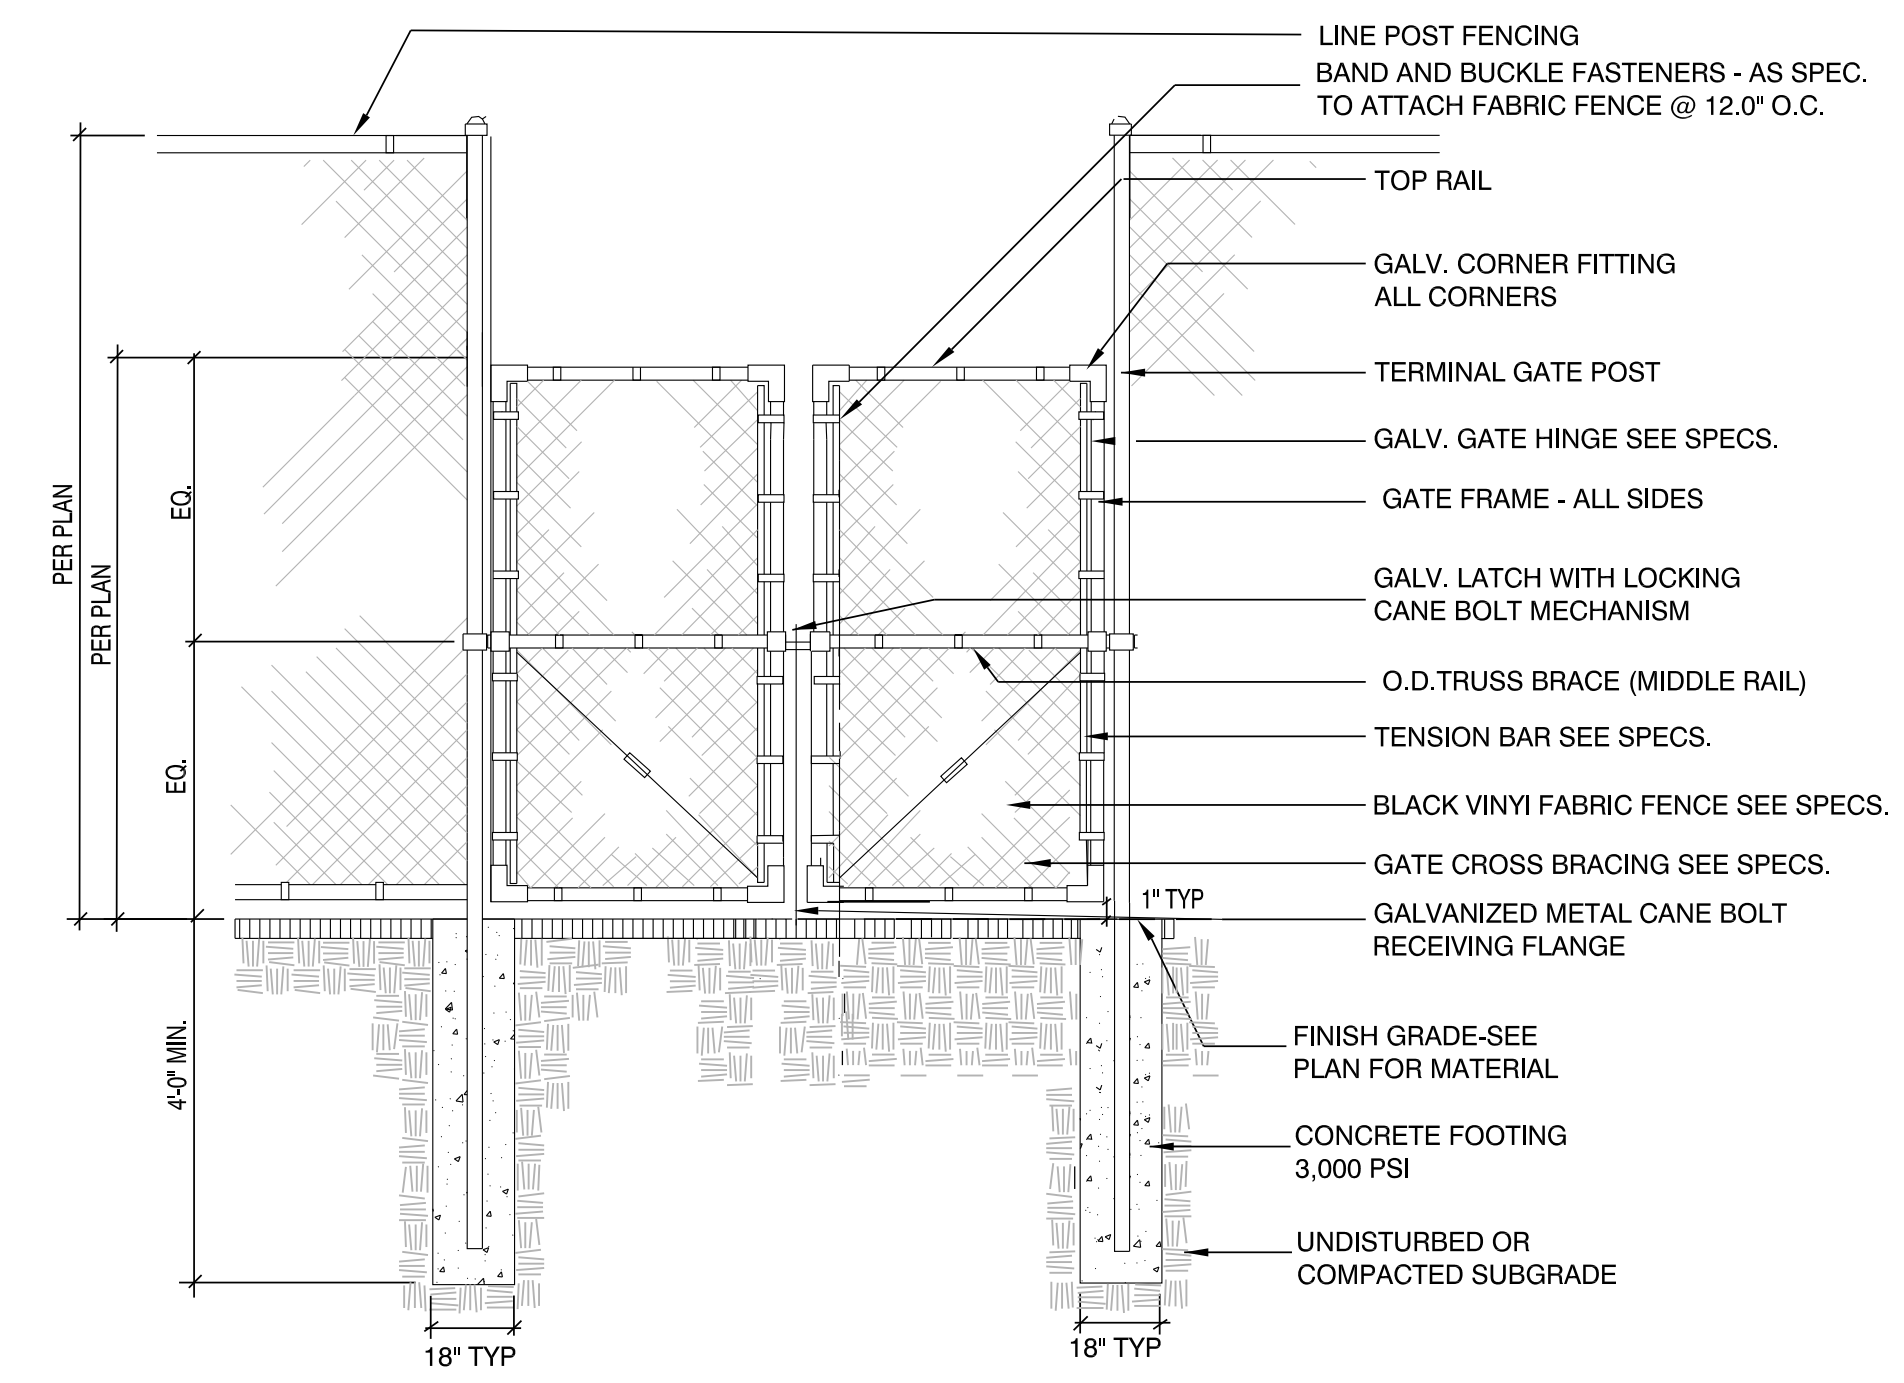 LINE POST FENCING
BAND AND BUCKLE FASTENERS - AS SPEC.
TO ATTACH FABRIC FENCE @ 12.0" O.C.
TOP RAIL
GALV. CORNER FITTING
ALL CORNERS
TERMINAL GATE POST
GALV. GATE HINGE SEE SPECS.
GATE FRAME - ALL SIDES
GALV. LATCH WITH LOCKING
CANE BOLT MECHANISM
O.D.TRUSS BRACE (MIDDLE RAIL)
TENSION BAR SEE SPECS.
BLACK VINYI FABRIC FENCE SEE SPECS.
GATE CROSS BRACING SEE SPECS.
1" TYP
GALVANIZED METAL CANE BOLT
RECEIVING FLANGE
FINISH GRADE-SEE
PLAN FOR MATERIAL
CONCRETE FOOTING
3,000 PSI
UNDISTURBED OR
COMPACTED SUBGRADE
PER PLAN
PER PLAN
EQ.
EQ.
4'-0" MIN.
18" TYP
18" TYP